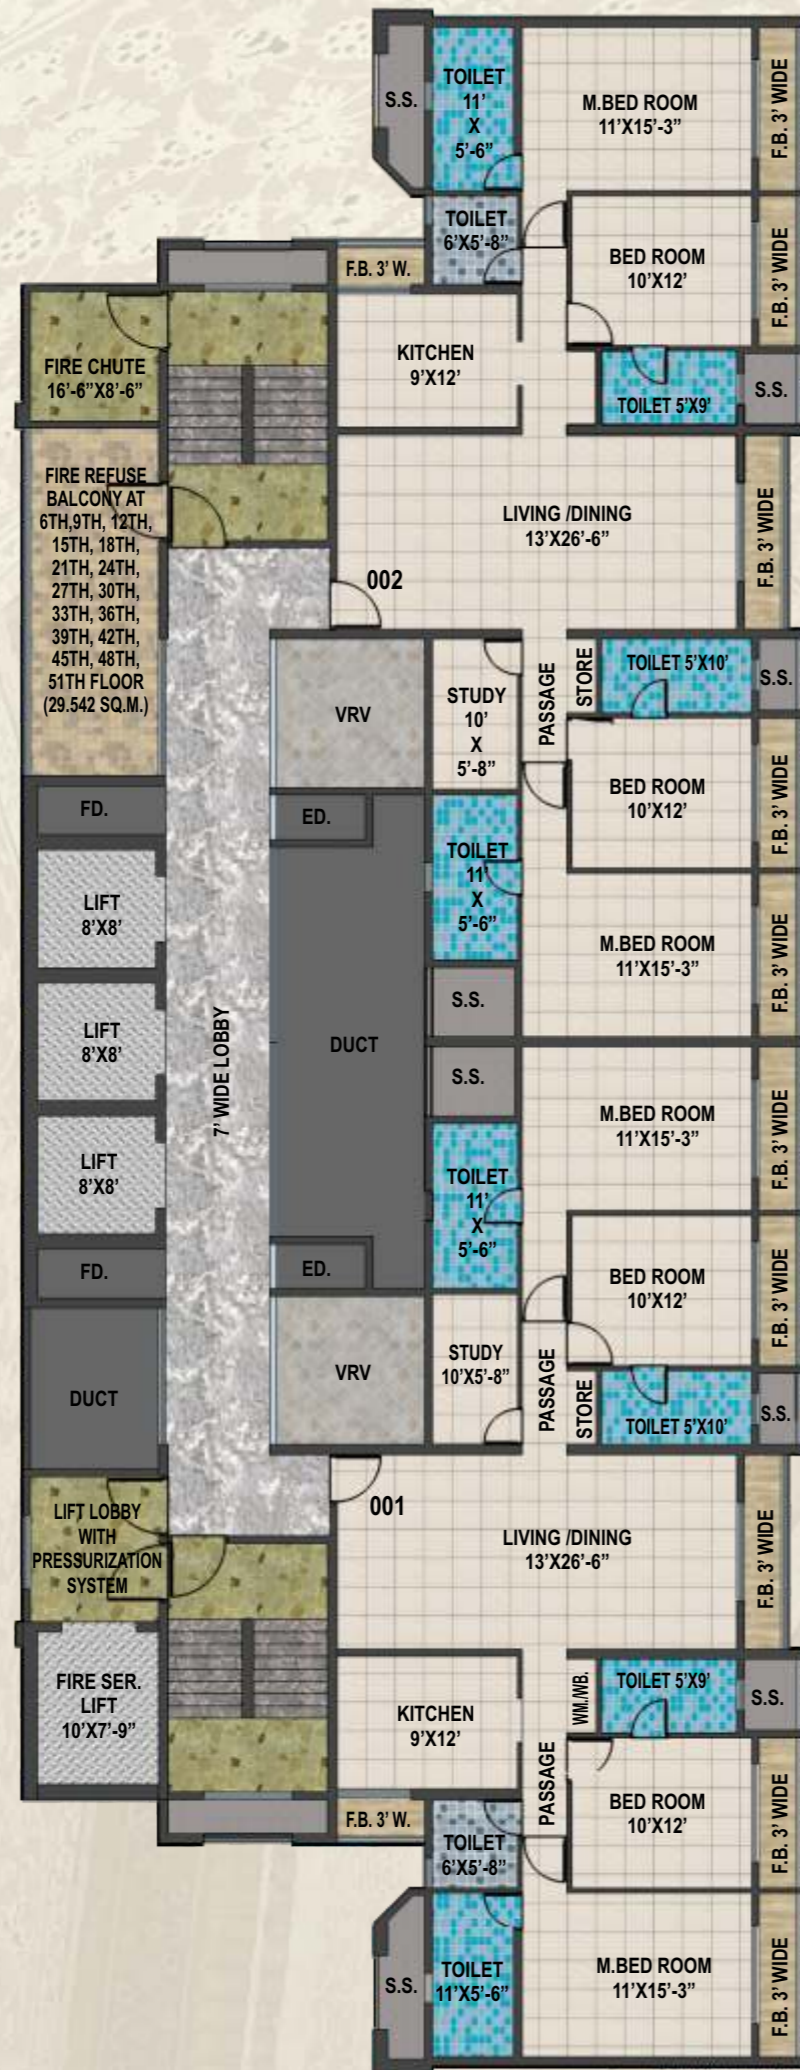 S.S.
TOILET
11'
X
5'-6"
M.BED ROOM
11'X15'-3"
F.B. 3' WIDE
TOILET
6'X5'-8"
BED ROOM
10'X12'
F.B. 3' WIDE
F.B. 3' W.
FIRE CHUTE
16'-6"X8'-6"
KITCHEN
9'X12'
TOILET 5'X9'
S.S.
FIRE REFUSE
BALCONY AT
6TH,9TH, 12TH,
15TH, 18TH,
21TH, 24TH,
27TH, 30TH,
33TH, 36TH,
39TH, 42TH,
45TH, 48TH,
51TH FLOOR
(29.542 SQ.M.)
LIVING /DINING
13'X26'-6"
F.B. 3' WIDE
002
VRV
STUDY
10'
X
5'-8"
PASSAGE
STORE
TOILET 5'X10'
S.S.
BED ROOM
10'X12'
F.B. 3' WIDE
FD.
ED.
TOILET
11'
X
5'-6"
LIFT
8'X8'
M.BED ROOM
11'X15'-3"
F.B. 3' WIDE
S.S.
LIFT
8'X8'
7' WIDE LOBBY
DUCT
S.S.
M.BED ROOM
11'X15'-3"
F.B. 3' WIDE
LIFT
8'X8'
TOILET
11'
X
5'-6"
FD.
ED.
BED ROOM
10'X12'
F.B. 3' WIDE
DUCT
VRV
STUDY
10'X5'-8"
PASSAGE
STORE
TOILET 5'X10'
S.S.
001
LIFT LOBBY
WITH
PRESSURIZATION
SYSTEM
LIVING /DINING
13'X26'-6"
F.B. 3' WIDE
FIRE SER.
LIFT
10'X7'-9"
KITCHEN
9'X12'
WM./WB.
TOILET 5'X9'
S.S.
PASSAGE
BED ROOM
10'X12'
F.B. 3' WIDE
F.B. 3' W.
TOILET
6'X5'-8"
S.S.
TOILET
11'X5'-6"
M.BED ROOM
11'X15'-3"
F.B. 3' WIDE